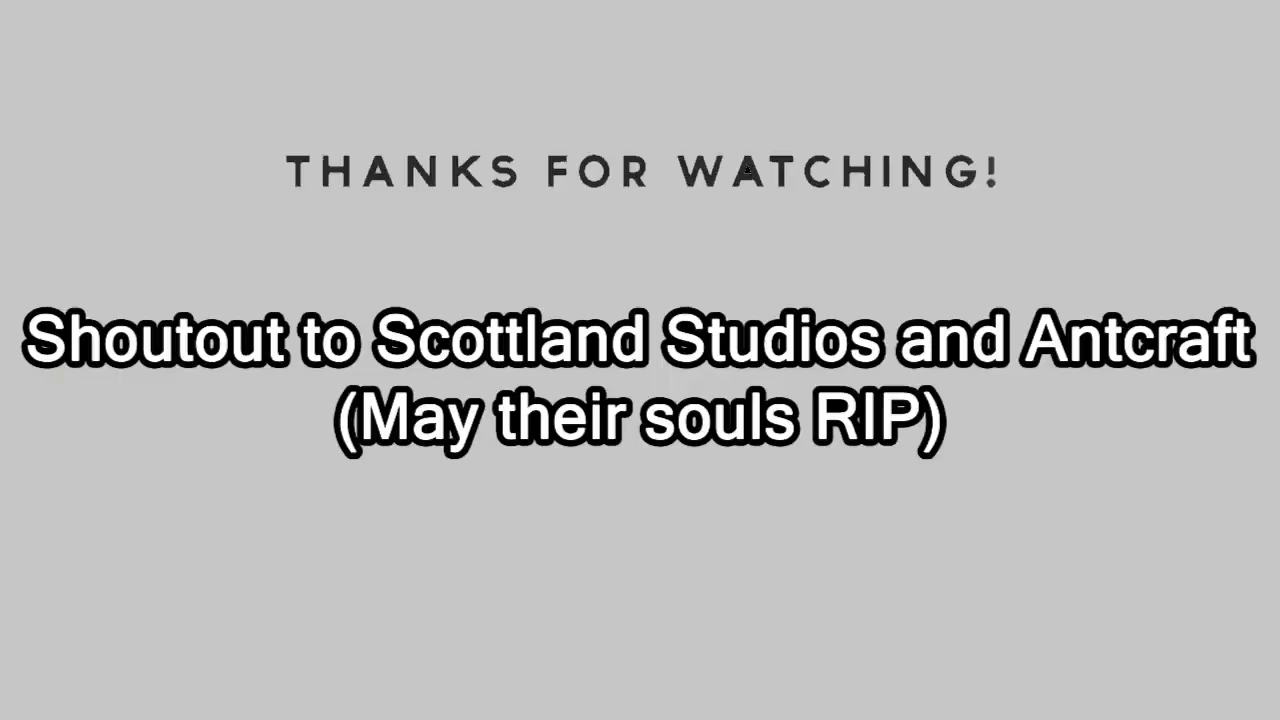 THANKS FOR WATCHING!
Shoutout to Scottland Studios and Antcraft
(May their souls RIP)